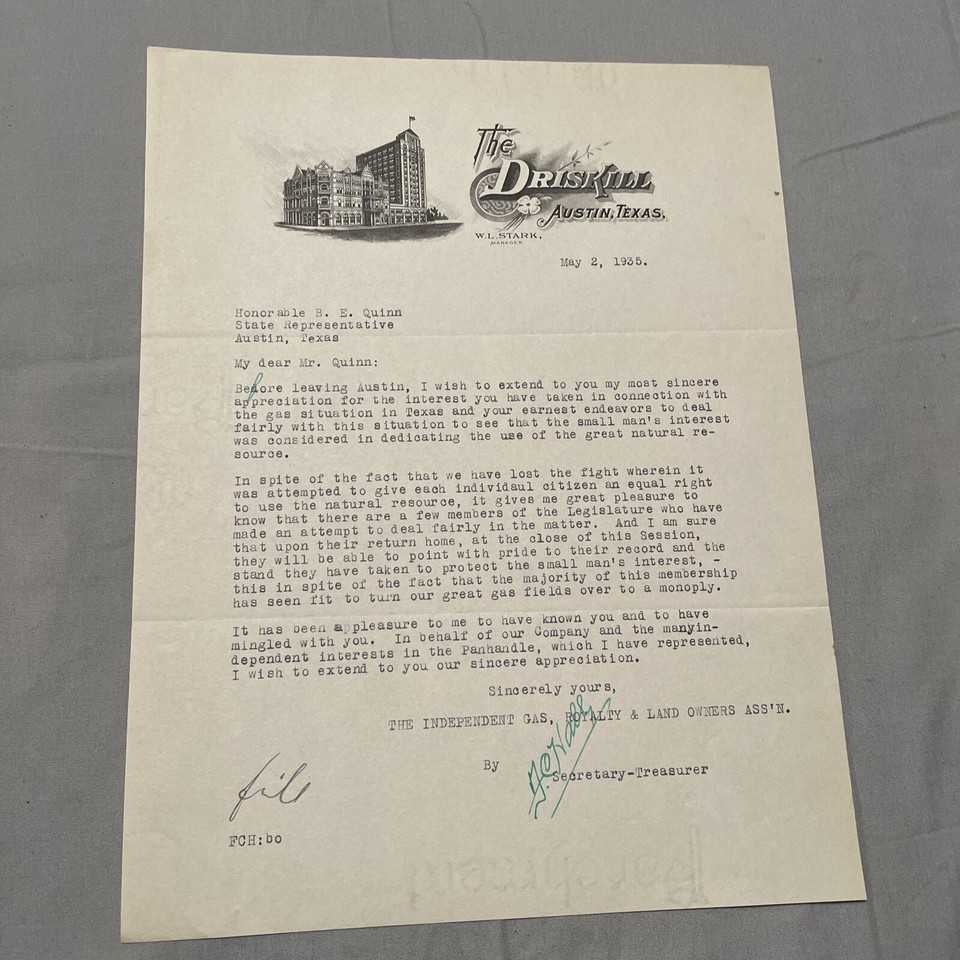 The
DRISKILL
AUSTIN, TEXAS.
W.L. STARK,
MANAGER
May 2, 1935.
Honorable B. E. Quinn
State Representative
Austin, Texas
My dear Mr. Quinn:
Before leaving Austin, I wish to extend to you my most sincere
appreciation for the interest you have taken in connection with
the gas situation in Texas and your earnest endeavors to deal
fairly with this situation to see that the small man's interest
was considered in dedicating the use of the great natural re-
source.
In spite of the fact that we have lost the fight wherein it
was attempted to give each individaul citizen an equal right
to use the natural resource, it gives me great pleasure to
know that there are a few members of the Legislature who have
made an attempt to deal fairly in the matter. And I am sure
that upon their return home, at the close of this Session,
they will be able to point with pride to their record and the
stand they have taken to protect the small man's interest, -
this in spite of the fact that the majority of this membership
has seen fit to turn our great gas fields over to a monoply.
It has been a pleasure to me to have known you and to have
mingled with you. In behalf of our Company and the manyin-
dependent interests in the Panhandle, which I have represented,
I wish to extend to you our sincere appreciation.
Sincerely yours,
THE INDEPENDENT GAS, ROYALTY & LAND OWNERS ASS'N.
By
Secretary-Treasurer
file
FCH:bo